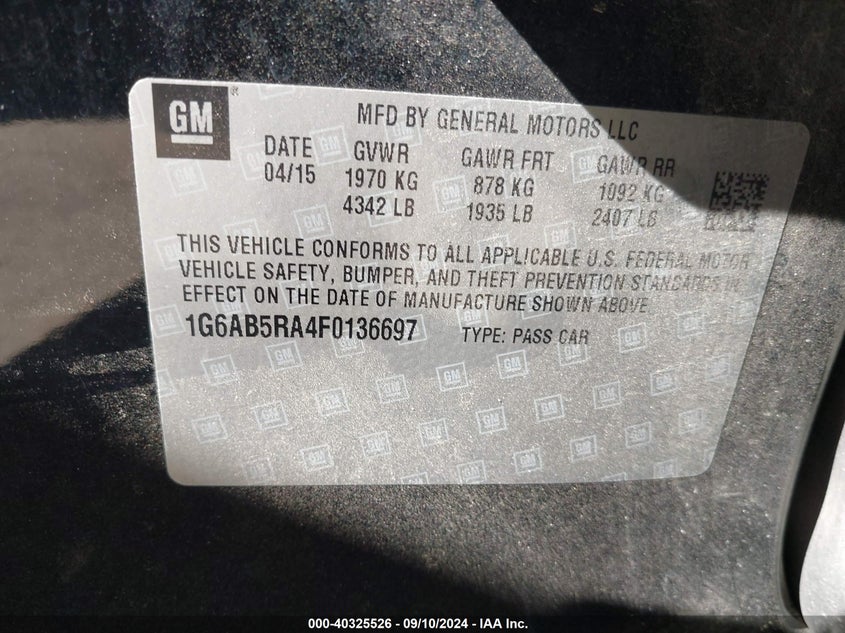 GM
MFD BY GENERAL MOTORS LLC
DATE GVWR GAWR FRT GAWR RR
04/15 1970 KG 878 KG 1092 KG
4342 LB 1935 LB 2407 LB
THIS VEHICLE CONFORMS TO ALL APPLICABLE U.S. FEDERAL MOTOR
VEHICLE SAFETY, BUMPER, AND THEFT PREVENTION STANDARDS IN
EFFECT ON THE DATE OF MANUFACTURE SHOWN ABOVE.
1G6AB5RA4F0136697 TYPE: PASS CAR
000-40325526 - 09/10/2024 - IAA Inc.